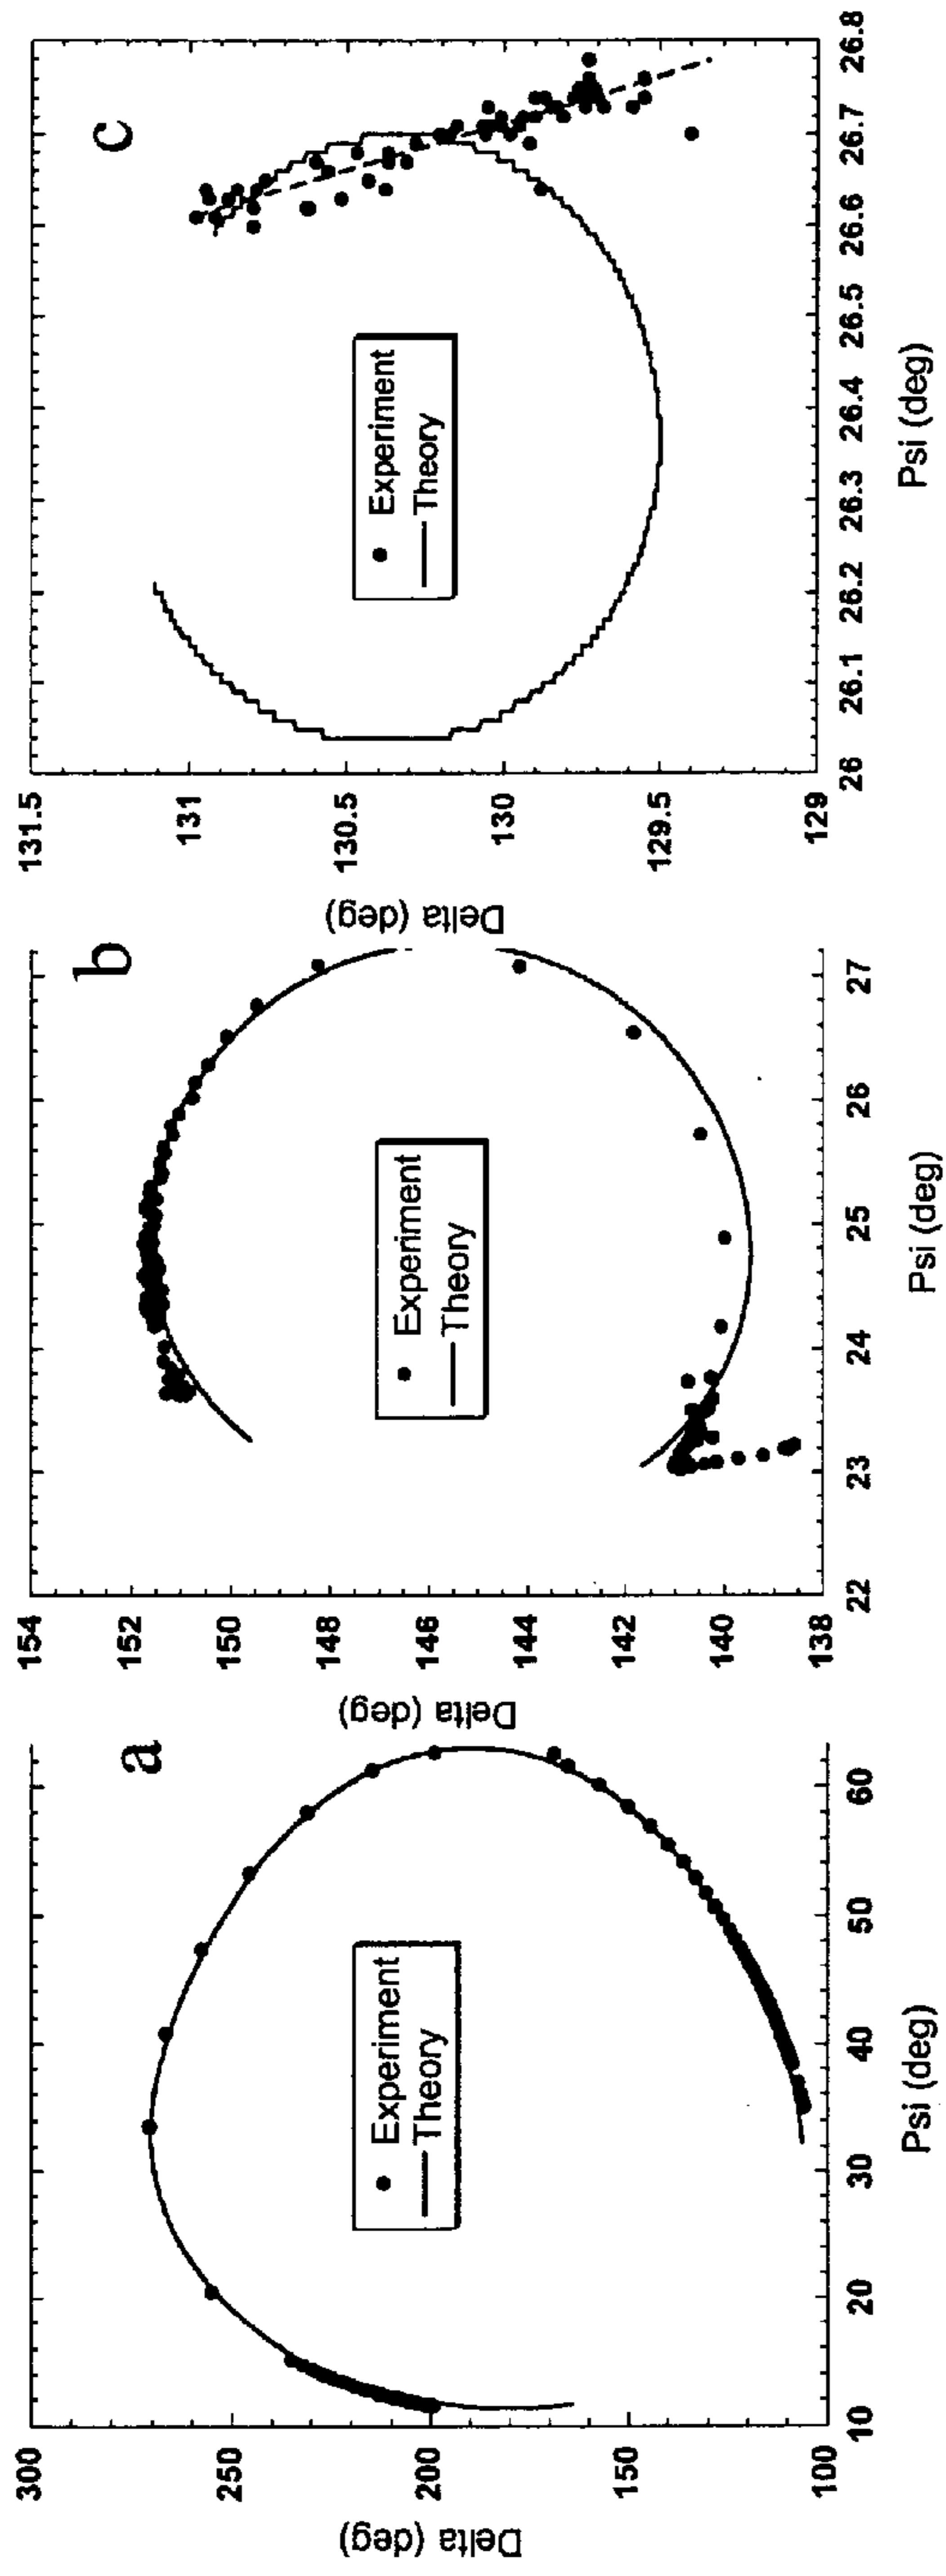 a
300
250
200
150
100
Delta (deg)
Experiment
Theory
10
20
30
40
50
60
Psi (deg)
b
154
152
150
148
146
144
142
140
138
Delta (deg)
Experiment
Theory
22
23
24
25
26
27
Psi (deg)
c
131.5
131
130.5
130
129.5
129
Delta (deg)
Experiment
Theory
26
26.1
26.2
26.3
26.4
26.5
26.6
26.7
26.8
Psi (deg)